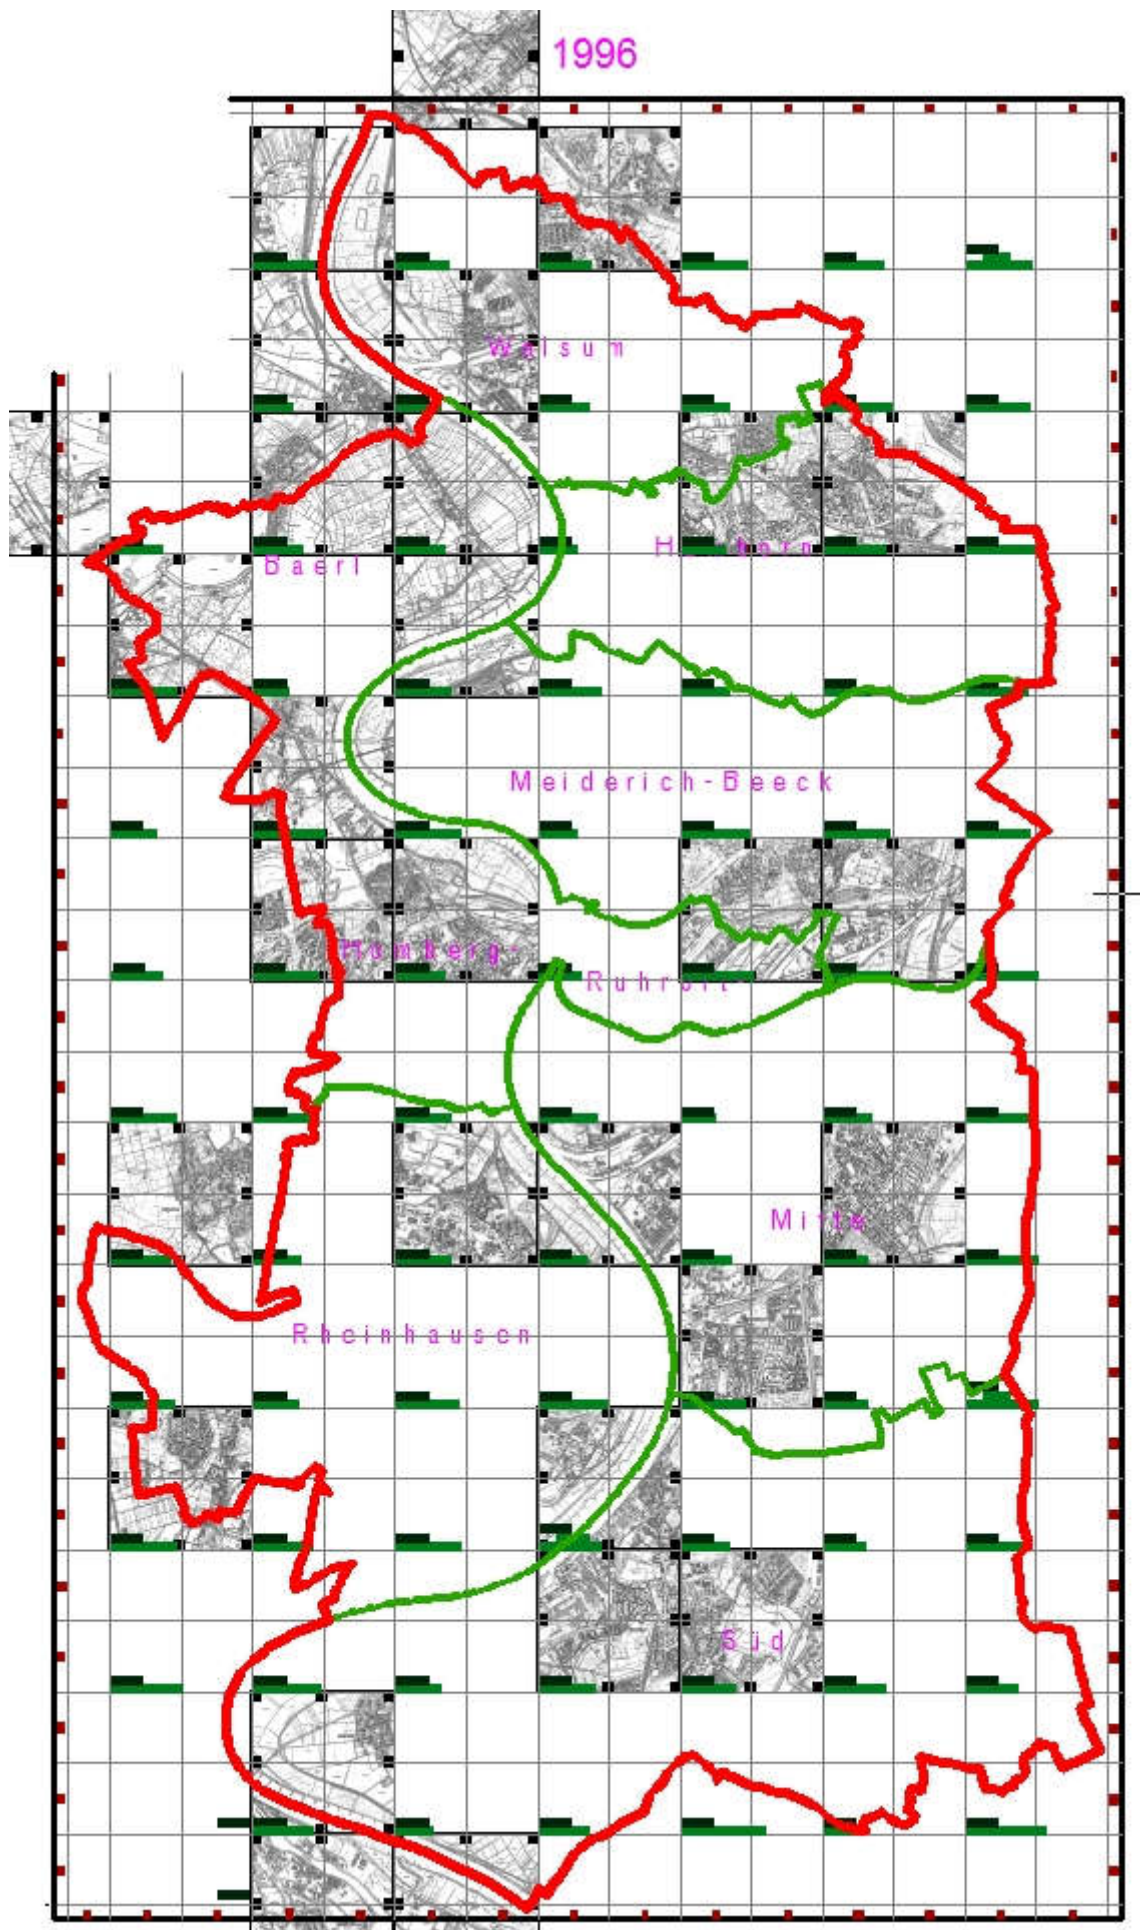 1996
Walsum
Hamborn
Baerl
Meiderich-Beeck
Homberg-
Ruhrort
Mitte
Rheinhausen
Süd